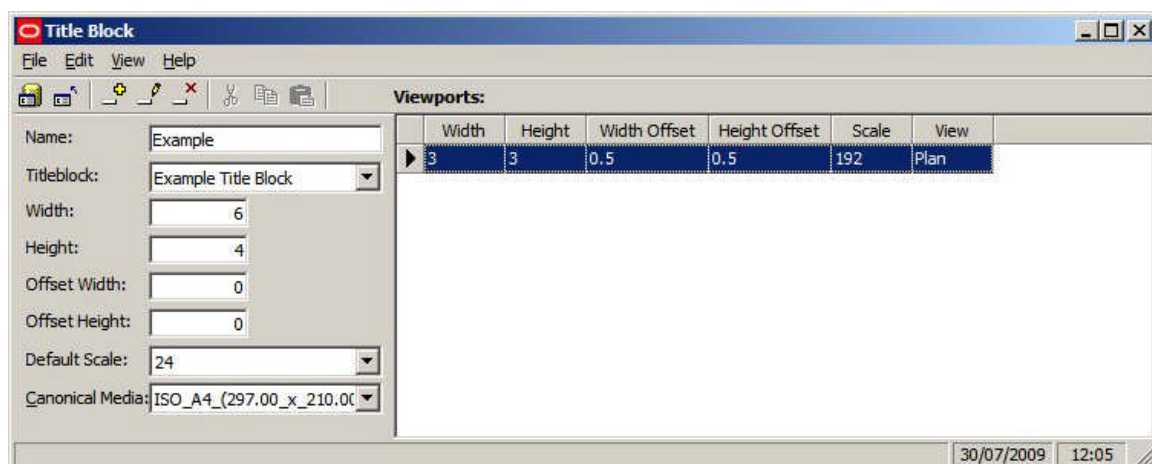 Title Block
File Edit View Help
Viewports:
Name: Example
Titleblock: Example Title Block
Width: 6
Height: 4
Offset Width: 0
Offset Height: 0
Default Scale: 24
Canonical Media: ISO_A4_(297.00_x_210.00
Width Height Width Offset Height Offset Scale View
3 3 0.5 0.5 192 Plan
30/07/2009 12:05